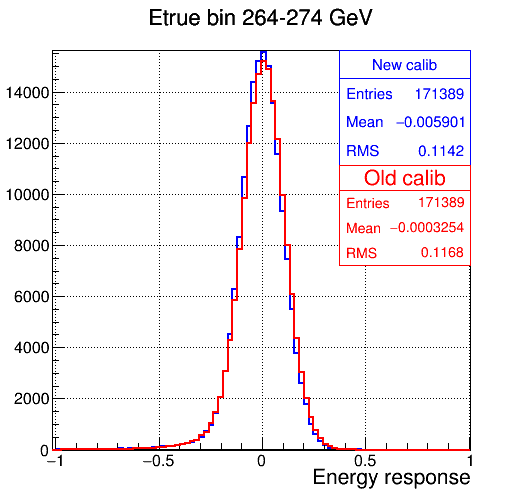 Etrue bin 264-274 GeV
New calib
Entries 171389
Mean −0.005901
RMS 0.1142
Old calib
Entries 171389
Mean −0.0003254
RMS 0.1168
14000
12000
10000
8000
6000
4000
2000
0
−1 −0.5 0 0.5 1
Energy response